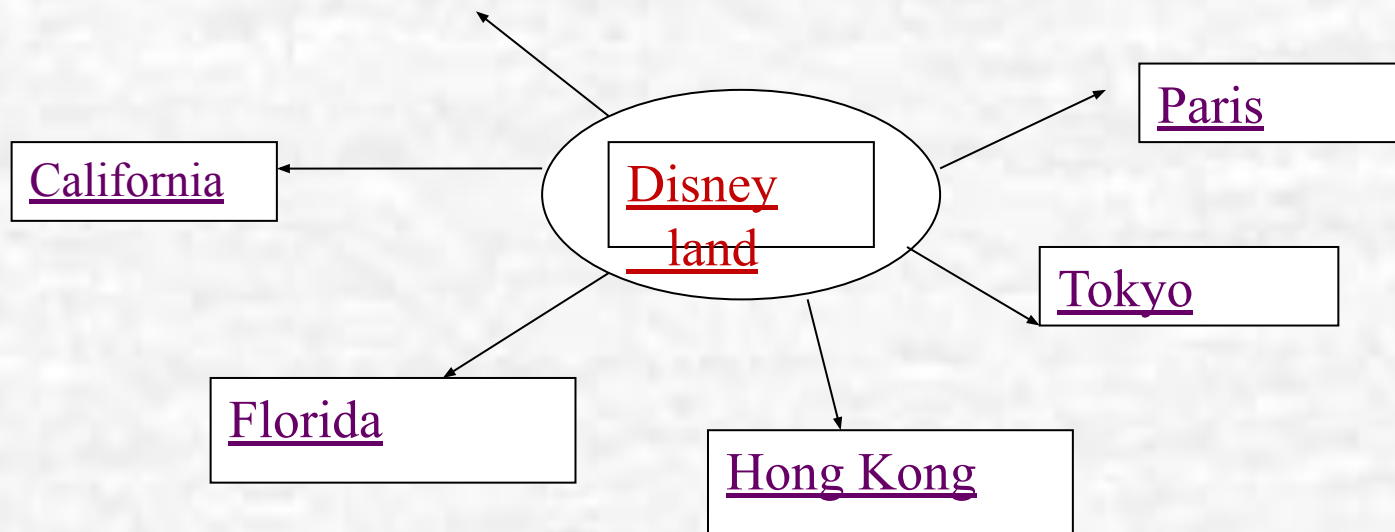 Paris
California
Disney
land
Tokyo
Florida
Hong Kong